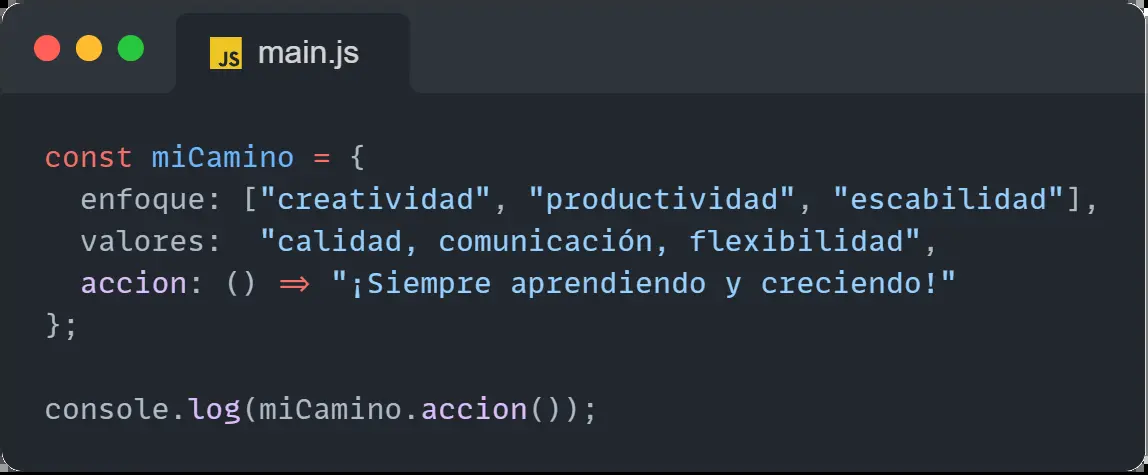 JS main.js
const miCamino = {
  enfoque: ["creatividad", "productividad", "escabilidad"],
  valores:  "calidad, comunicación, flexibilidad",
  accion: () => "¡Siempre aprendiendo y creciendo!"
};
console.log(miCamino.accion());